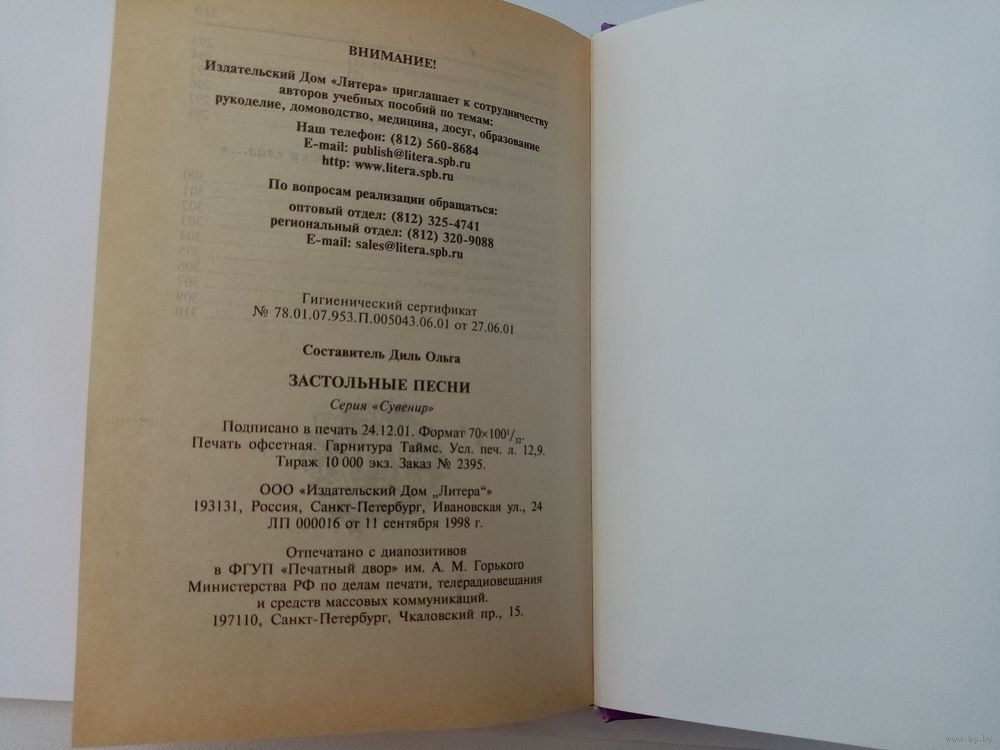 ВНИМАНИЕ!
Издательский Дом «Литера» приглашает к сотрудничеству
авторов учебных пособий по темам:
рукоделие, домоводство, медицина, досуг, образование
Наш телефон: (812) 560-8684
E-mail: publish@litera.spb.ru
http: www.litera.spb.ru
По вопросам реализации обращаться:
оптовый отдел: (812) 325-4741
региональный отдел: (812) 320-9088
E-mail: sales@litera.spb.ru
Гигиенический сертификат
№ 78.01.07.953.П.005043.06.01 от 27.06.01
Составитель Диль Ольга
ЗАСТОЛЬНЫЕ ПЕСНИ
Серия «Сувенир»
Подписано в печать 24.12.01. Формат 70×100¹/₃₂.
Печать офсетная. Гарнитура Таймс. Усл. печ. л. 12,9.
Тираж 10 000 экз. Заказ № 2395.
ООО «Издательский Дом „Литера“»
193131, Россия, Санкт-Петербург, Ивановская ул., 24
ЛП 000016 от 11 сентября 1998 г.
Отпечатано с диапозитивов
в ФГУП «Печатный двор» им. А. М. Горького
Министерства РФ по делам печати, телерадиовещания
и средств массовых коммуникаций.
197110, Санкт-Петербург, Чкаловский пр., 15.
www.ay.by